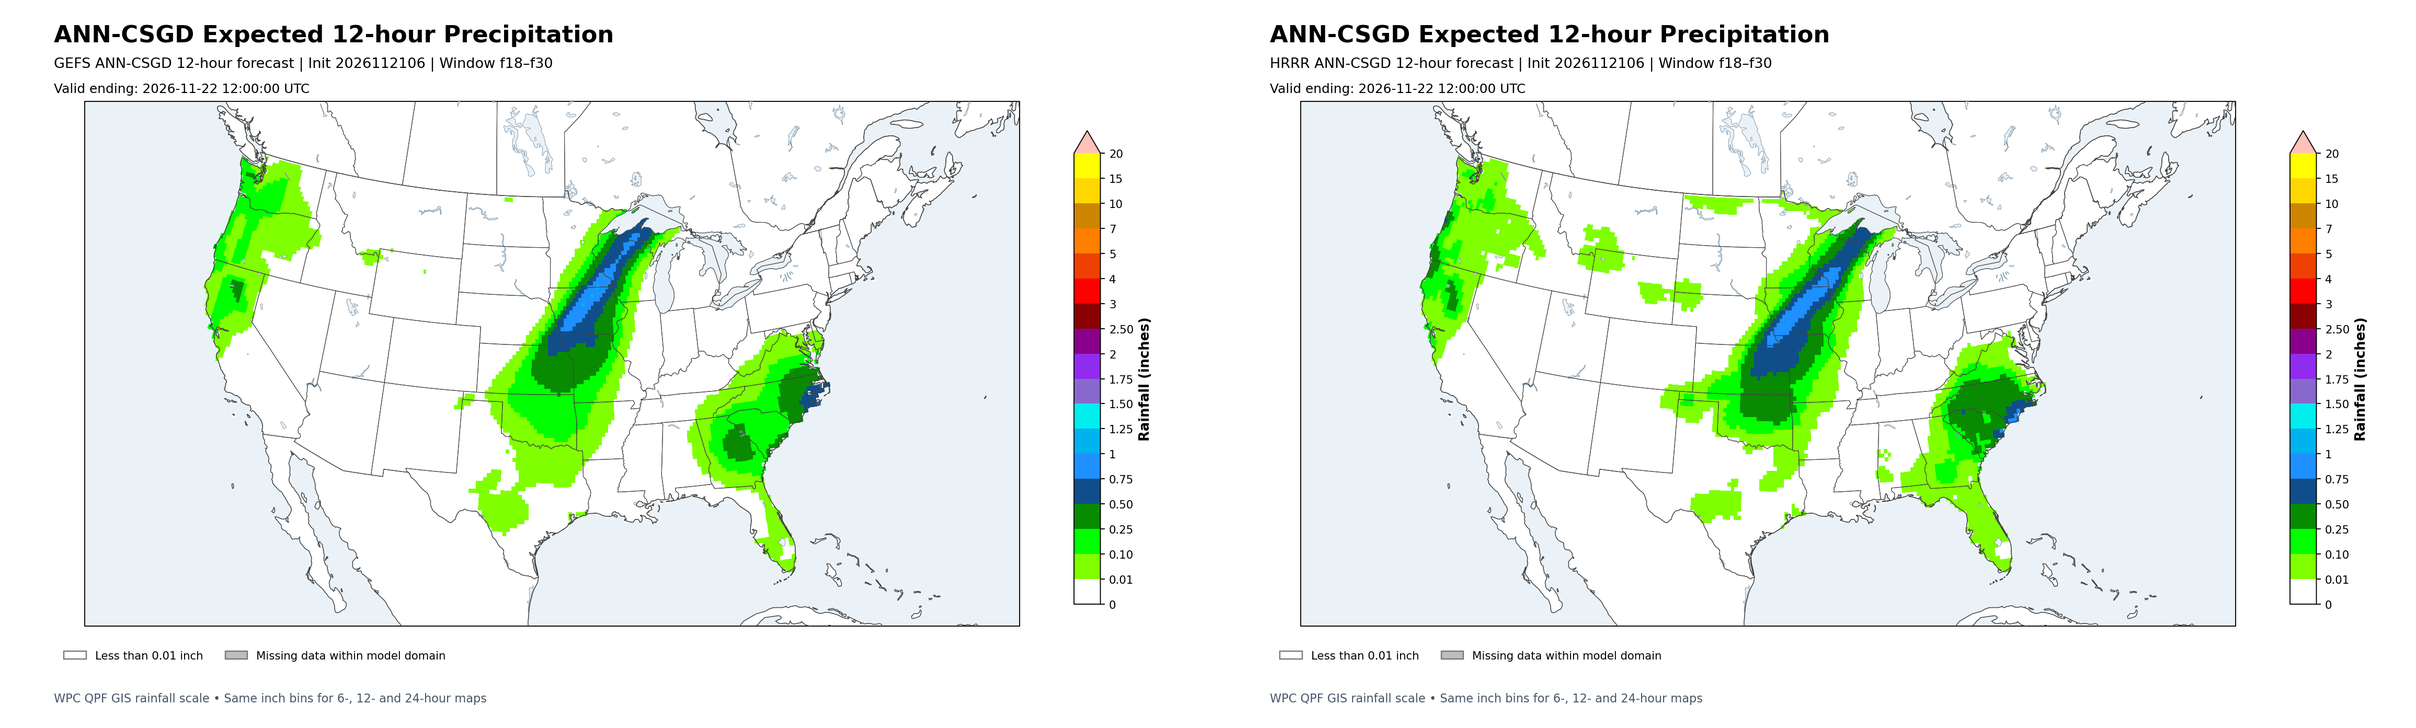 ANN-CSGD Expected 12-hour Precipitation
GEFS ANN-CSGD 12-hour forecast | Init 2026112106 | Window f18–f30
Valid ending: 2026-11-22 12:00:00 UTC
20
15
10
7
5
4
3
2.50
2
1.75
1.50
1.25
1
0.75
0.50
0.25
0.10
0.01
0
Rainfall (inches)
Less than 0.01 inch
Missing data within model domain
WPC QPF GIS rainfall scale • Same inch bins for 6-, 12- and 24-hour maps
ANN-CSGD Expected 12-hour Precipitation
HRRR ANN-CSGD 12-hour forecast | Init 2026112106 | Window f18–f30
Valid ending: 2026-11-22 12:00:00 UTC
20
15
10
7
5
4
3
2.50
2
1.75
1.50
1.25
1
0.75
0.50
0.25
0.10
0.01
0
Rainfall (inches)
Less than 0.01 inch
Missing data within model domain
WPC QPF GIS rainfall scale • Same inch bins for 6-, 12- and 24-hour maps